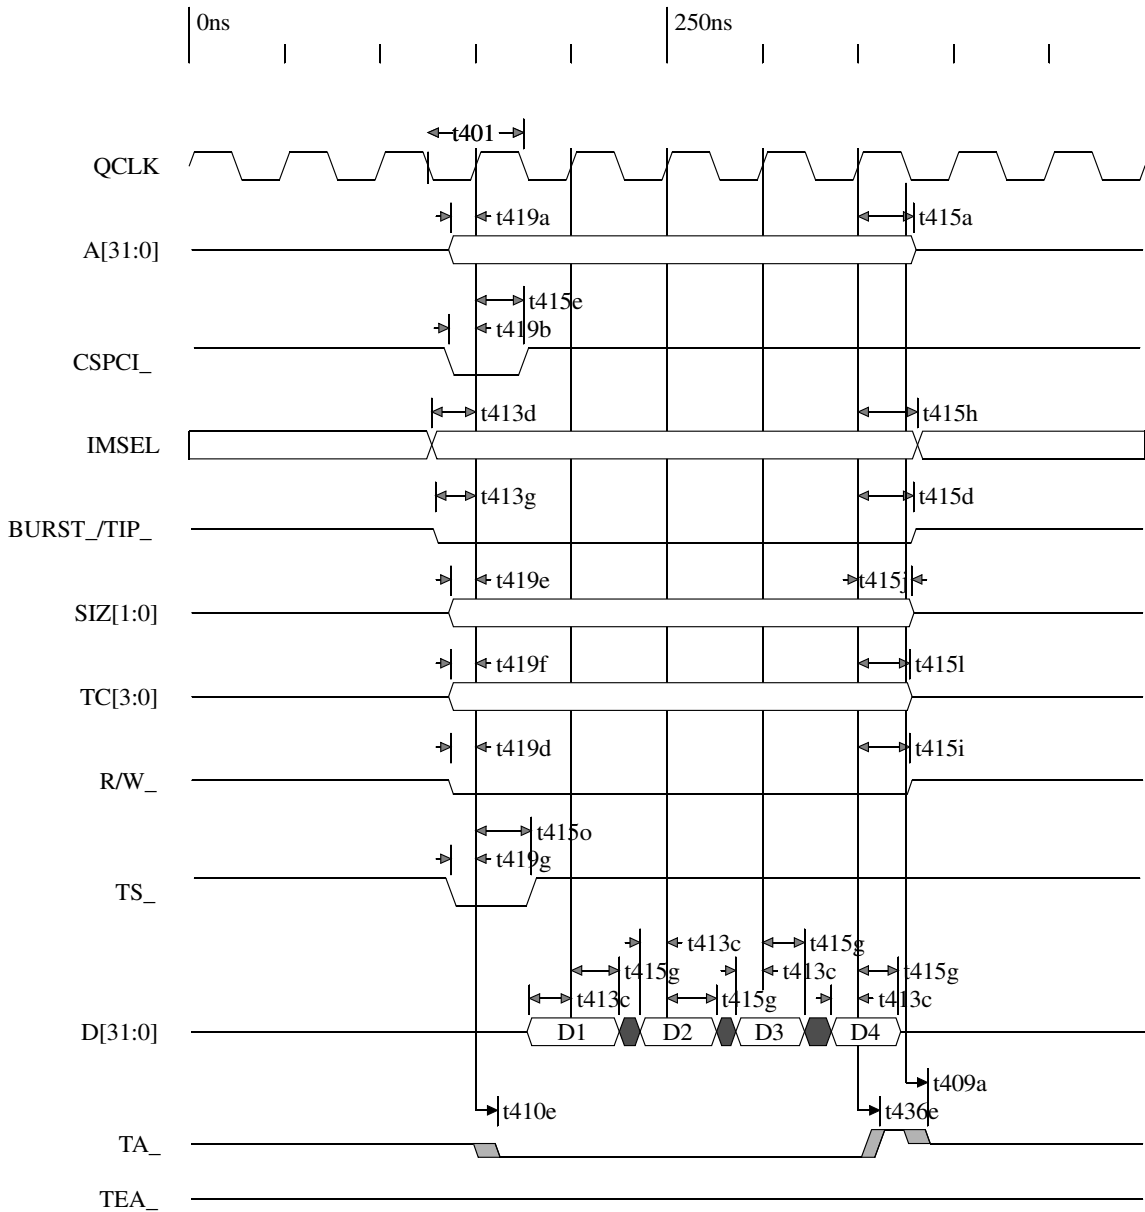 0ns 250ns
t401
QCLK
t419a t415a
A[31:0]
t415e
t419b
CSPCI_
t413d t415h
IMSEL
t413g t415d
BURST_/TIP_
t419e t415j
SIZ[1:0]
t419f t415l
TC[3:0]
t419d t415i
R/W_
t415o
t419g
TS_
t413c t415g
t415g t413c t415g
t413c t415g t413c
D[31:0] D1 D2 D3 D4
t409a
t410e t436e
TA_
TEA_